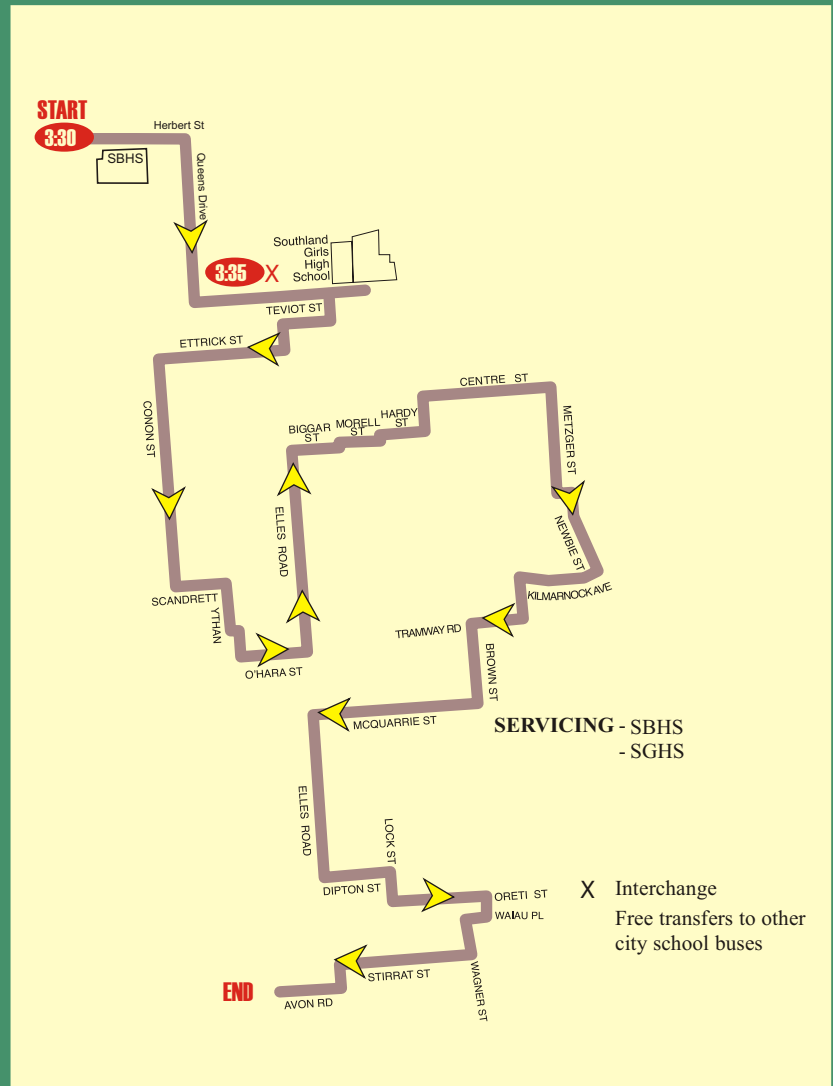 START
3:30
Herbert St
SBHS
Queens Drive
Southland
Girls
High
School
3:35 X
TEVIOT ST
ETTRICK ST
CONON ST
CENTRE ST
HARDY
ST
MORELL
ST
BIGGAR
ST
METZGER ST
ELLES ROAD
NEWBIE ST
SCANDRETT
YTHAN
KILMARNOCK AVE
TRAMWAY RD
O'HARA ST
BROWN ST
MCQUARRIE ST
SERVICING - SBHS
- SGHS
ELLES ROAD
LOCK ST
DIPTON ST
ORETI ST
WAIAU PL
X Interchange
Free transfers to other
city school buses
STIRRAT ST
WAGNER ST
END
AVON RD